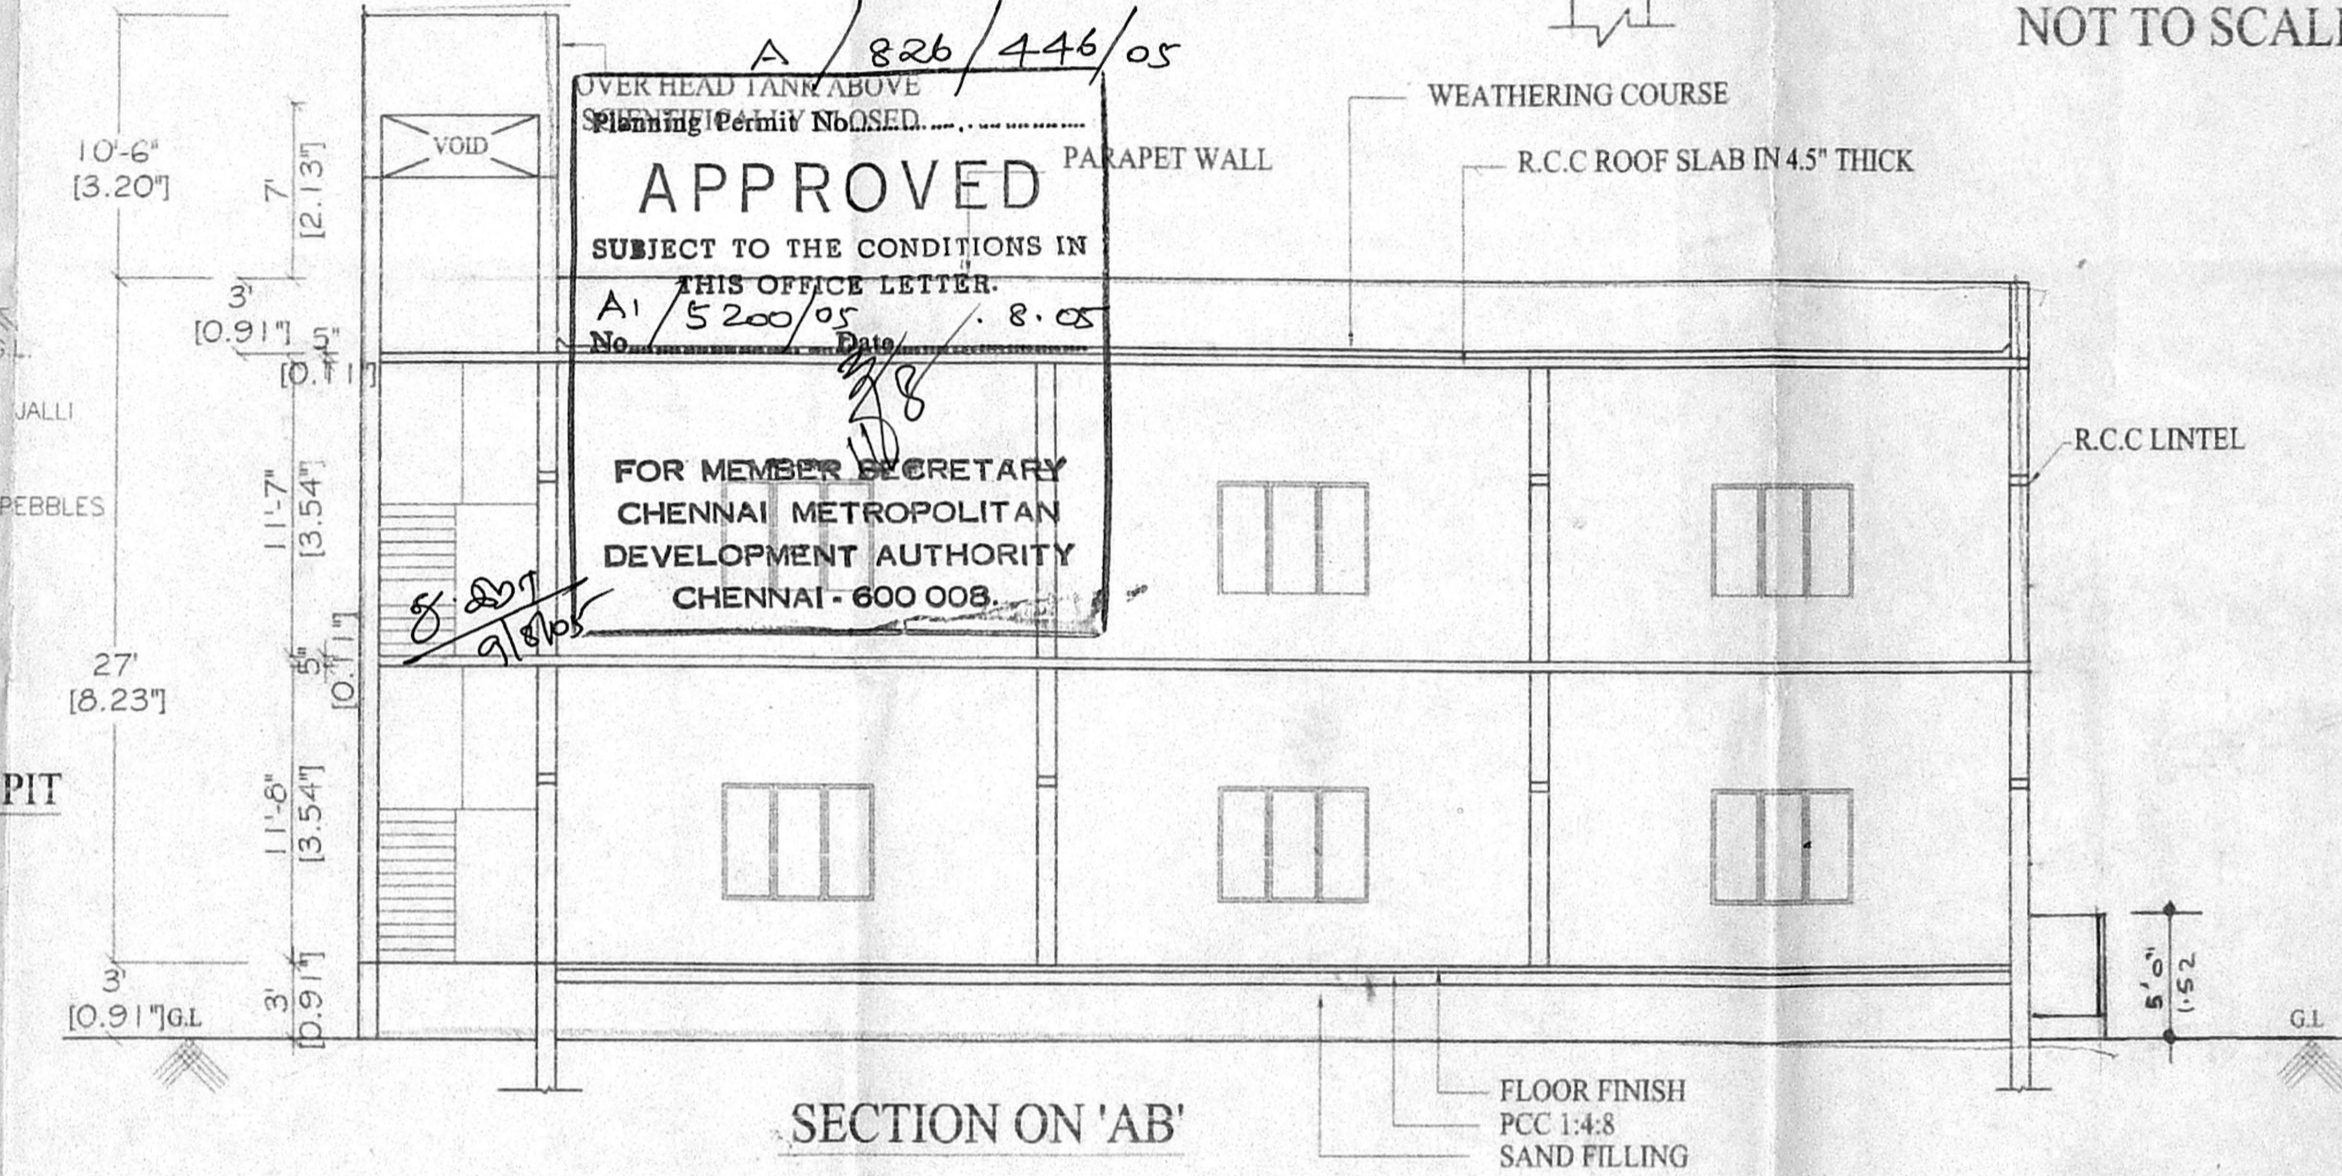 NOT TO SCALE
A / 826 / 446 / 05
OVER HEAD TANK ABOVE
SCIENTIFICALLY CLOSED
Planning Permit No.
APPROVED
SUBJECT TO THE CONDITIONS IN
THIS OFFICE LETTER.
A1 / 5200/05 . 8. 05
No. Date
FOR MEMBER SECRETARY
CHENNAI METROPOLITAN
DEVELOPMENT AUTHORITY
CHENNAI - 600 008.
9/8/05
WEATHERING COURSE
PARAPET WALL
R.C.C ROOF SLAB IN 4.5" THICK
R.C.C LINTEL
VOID
10'-6"
[3.20"]
7'
[2.13"]
3'
[0.91"]
5"
[0.11"]
JALLI
PEBBLES
11'-7"
[3.54"]
5"
[0.11"]
27'
[8.23"]
PIT
11'-8"
[3.54"]
3'
[0.91"]
G.L
3'
[0.91"]
5'0"
1.52
G.L
FLOOR FINISH
PCC 1:4:8
SAND FILLING
SECTION ON 'AB'